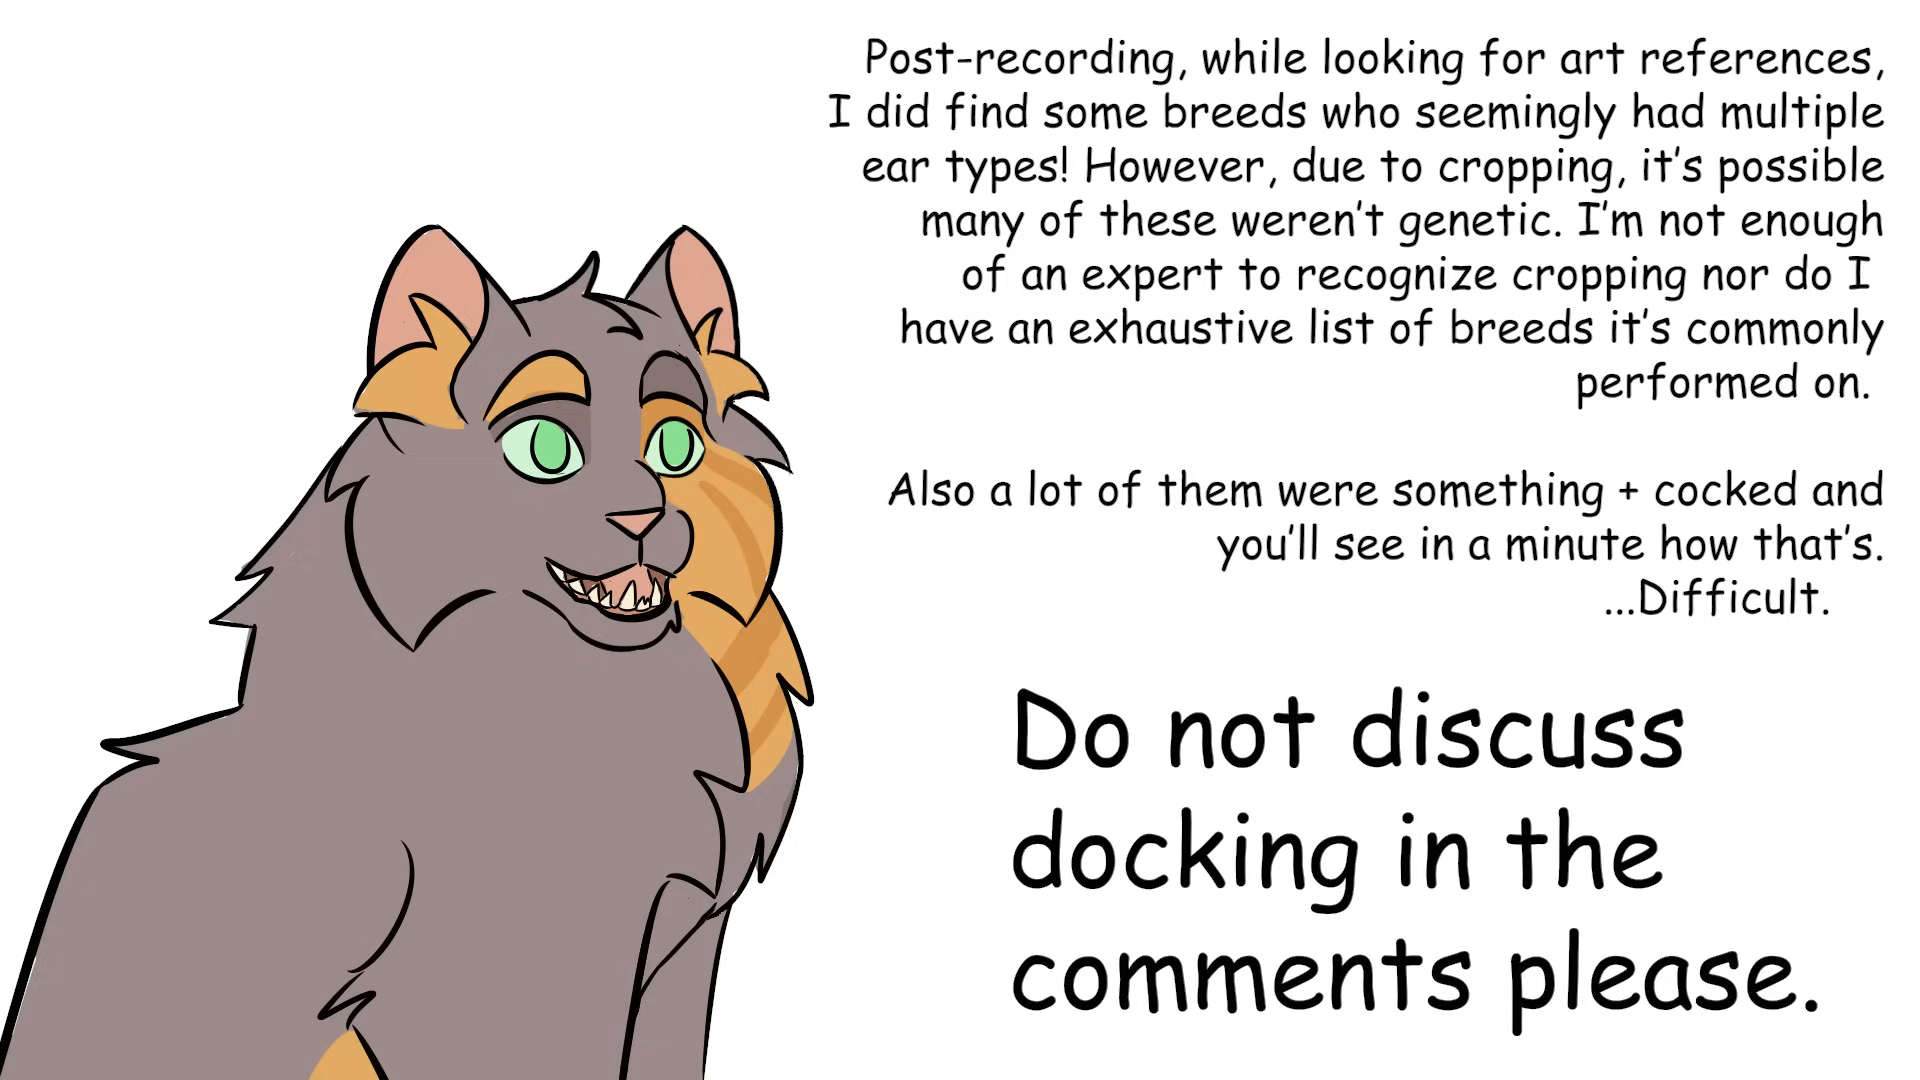 Post-recording, while looking for art references,
I did find some breeds who seemingly had multiple
ear types! However, due to cropping, it's possible
many of these weren't genetic. I'm not enough
of an expert to recognize cropping nor do I
have an exhaustive list of breeds it's commonly
performed on.
Also a lot of them were something + cocked and
you'll see in a minute how that's.
...Difficult.
Do not discuss
docking in the
comments please.